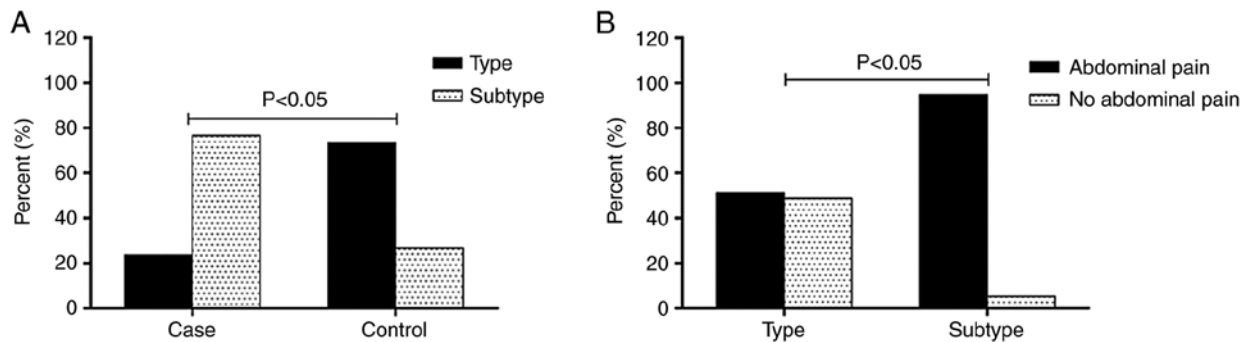 A
Percent (%)
120
100
80
60
40
20
0
P<0.05
Type
Subtype
Case
Control
B
Percent (%)
120
100
80
60
40
20
0
P<0.05
Abdominal pain
No abdominal pain
Type
Subtype